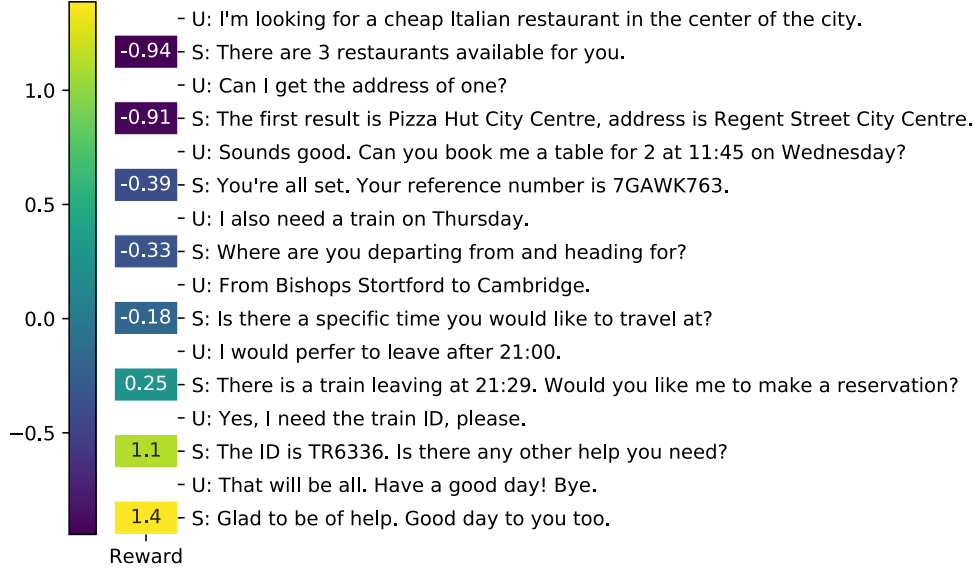 U: I'm looking for a cheap Italian restaurant in the center of the city.
-0.94 S: There are 3 restaurants available for you.
1.0 U: Can I get the address of one?
-0.91 S: The first result is Pizza Hut City Centre, address is Regent Street City Centre.
U: Sounds good. Can you book me a table for 2 at 11:45 on Wednesday?
0.5 -0.39 S: You're all set. Your reference number is 7GAWK763.
U: I also need a train on Thursday.
-0.33 S: Where are you departing from and heading for?
U: From Bishops Stortford to Cambridge.
0.0 -0.18 S: Is there a specific time you would like to travel at?
U: I would perfer to leave after 21:00.
0.25 S: There is a train leaving at 21:29. Would you like me to make a reservation?
−0.5 U: Yes, I need the train ID, please.
1.1 S: The ID is TR6336. Is there any other help you need?
U: That will be all. Have a good day! Bye.
1.4 S: Glad to be of help. Good day to you too.
Reward